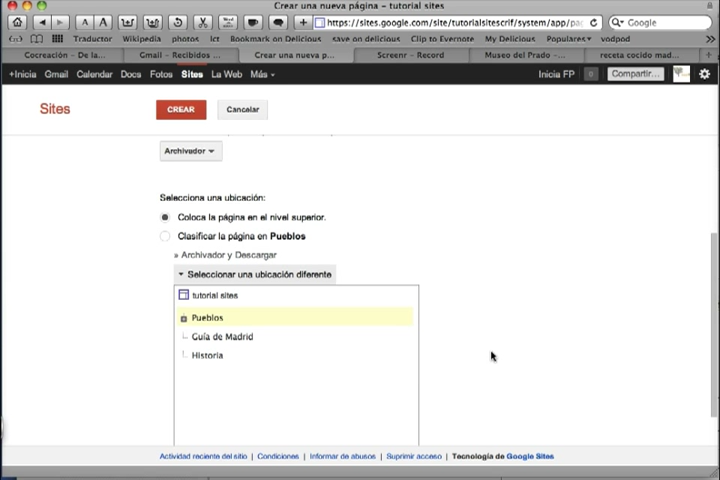 Crear una nueva página – tutorial sites
https://sites.google.com/site/tutorialsitescrif/system/app/pa
Google
Traductor Wikipedia photos Ict Bookmark on Delicious save on delicious Clip to Evernote My Delicious Populares vodpod
Cocreación – De la... Gmail – Recibidos Crear una nueva p... Screenr – Record Museo del Prado –... receta cocido mad...
+Inicio Gmail Calendar Docs Fotos Sites La Web Más Inicia FP 0 Compartir...
Sites CREAR Cancelar
Archivador
Selecciona una ubicación:
Coloca la página en el nivel superior.
Clasificar la página en Pueblos
» Archivador y Descargar
Seleccionar una ubicación diferente
tutorial sites
Pueblos
Guía de Madrid
Historia
Actividad reciente del sitio | Condiciones | Informar de abusos | Suprimir acceso | Tecnología de Google Sites